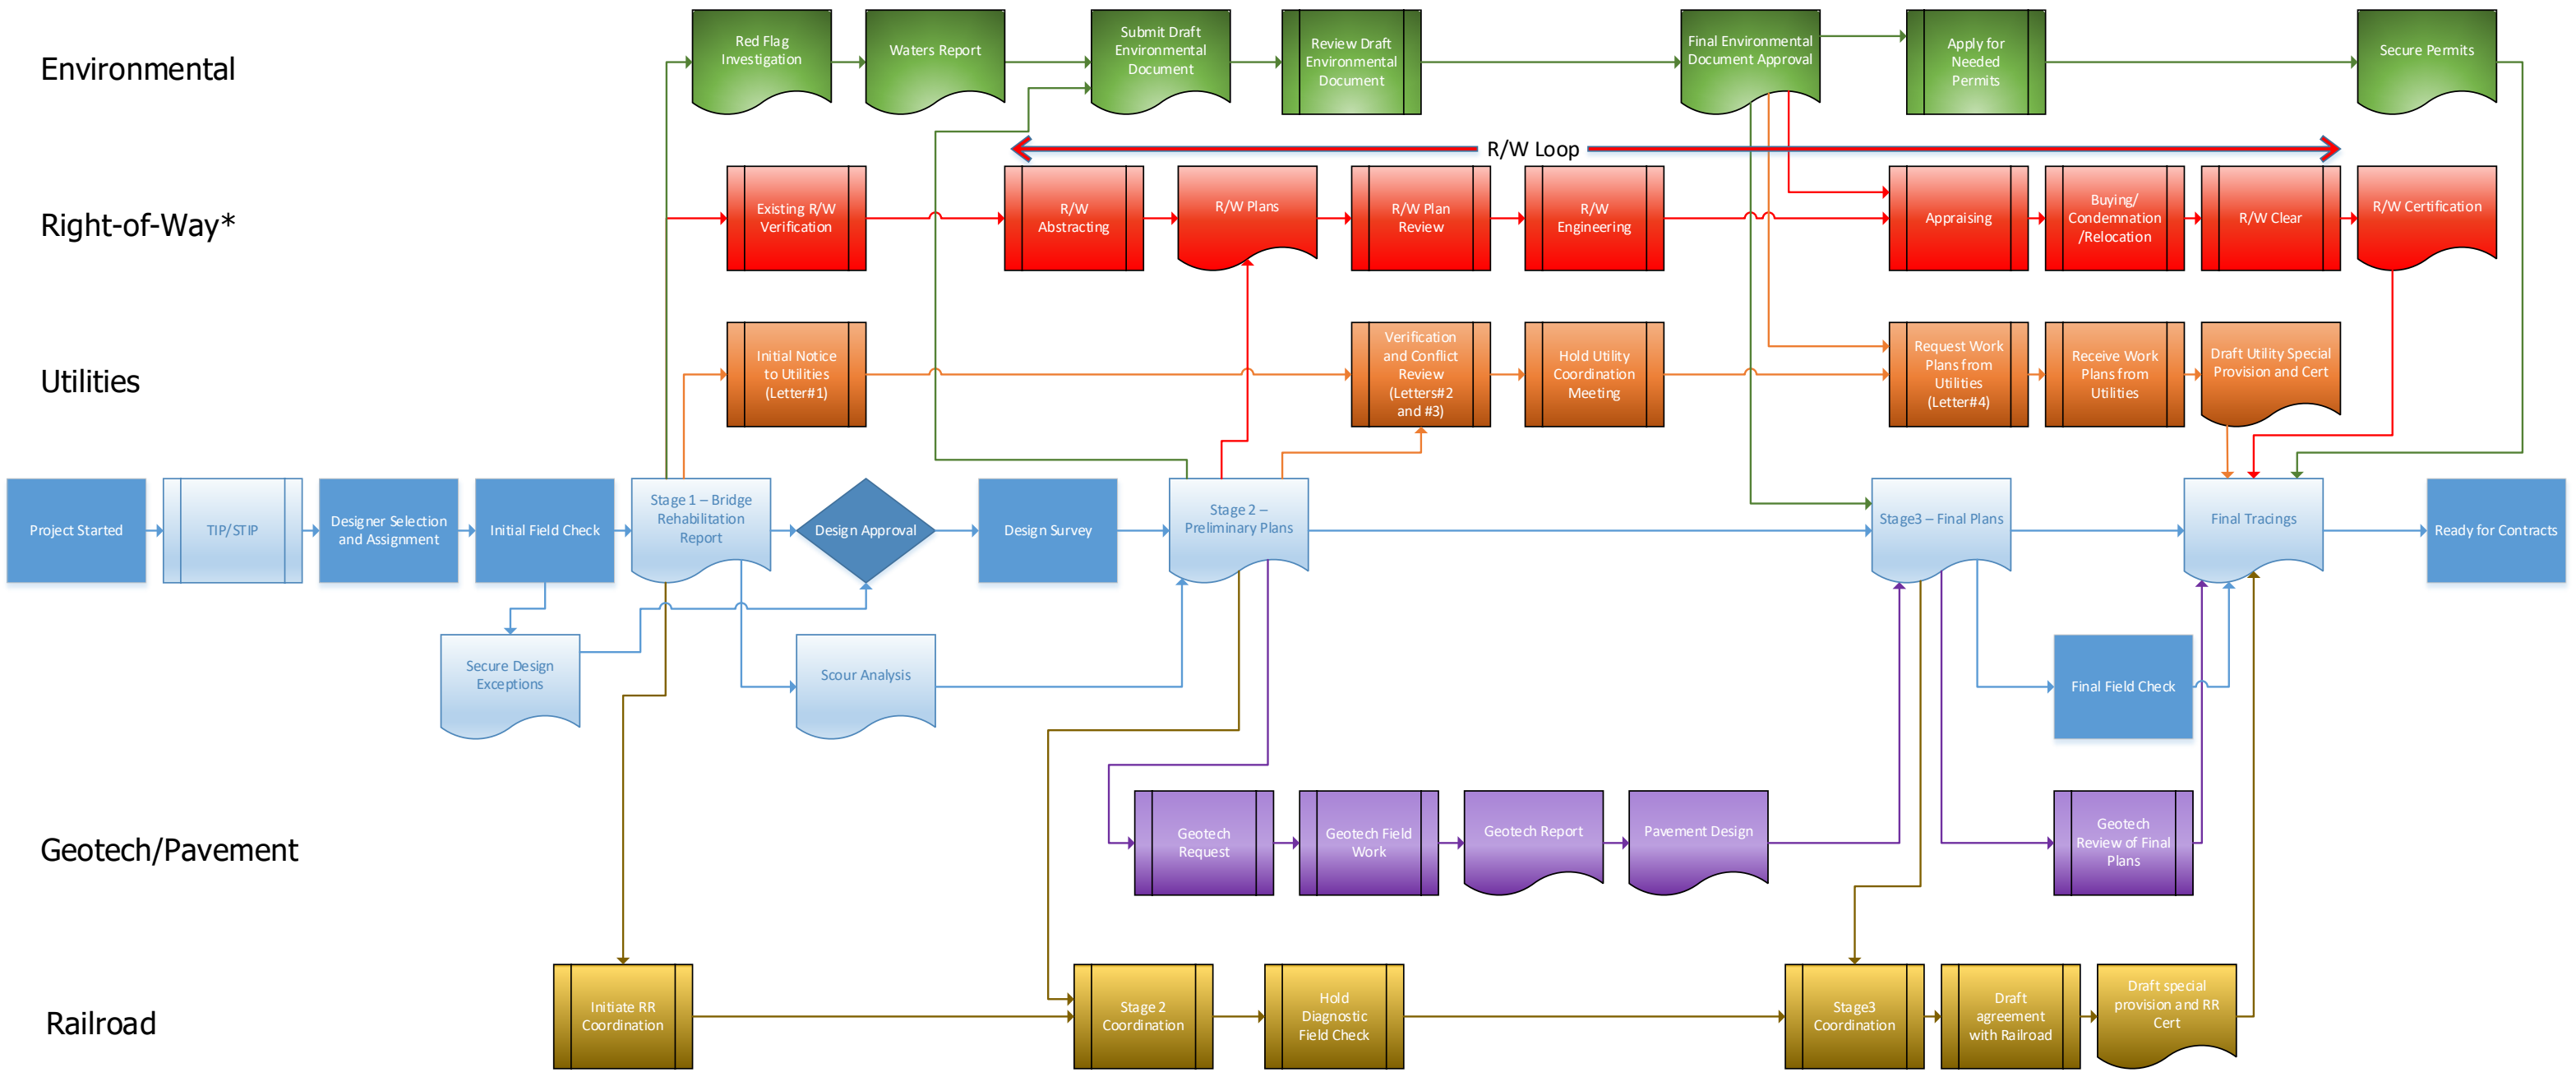 Environmental
Red Flag
Investigation
Waters Report
Submit Draft
Environmental
Document
Review Draft
Environmental
Document
Final Environmental
Document Approval
Apply for
Needed
Permits
Secure Permits
R/W Loop
Right-of-Way*
Existing R/W
Verification
R/W
Abstracting
R/W Plans
R/W Plan
Review
R/W
Engineering
Appraising
Buying/
Condemnation
/Relocation
R/W Clear
R/W Certification
Utilities
Initial Notice
to Utilities
(Letter#1)
Verification
and Conflict
Review
(Letters#2
and #3)
Hold Utility
Coordination
Meeting
Request Work
Plans from
Utilities
(Letter#4)
Receive Work
Plans from
Utilities
Draft Utility Special
Provision and Cert
Project Started
TIP/STIP
Designer Selection
and Assignment
Initial Field Check
Stage 1 – Bridge
Rehabilitation
Report
Design Approval
Design Survey
Stage 2 –
Preliminary Plans
Stage3 – Final Plans
Final Tracings
Ready for Contracts
Secure Design
Exceptions
Scour Analysis
Final Field Check
Geotech/Pavement
Geotech
Request
Geotech Field
Work
Geotech Report
Pavement Design
Geotech
Review of Final
Plans
Railroad
Initiate RR
Coordination
Stage 2
Coordination
Hold
Diagnostic
Field Check
Stage3
Coordination
Draft
agreement
with Railroad
Draft special
provision and RR
Cert